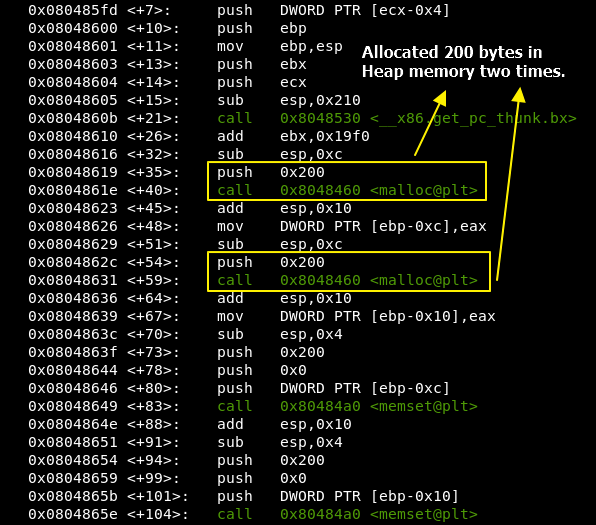 0x080485fd <+7>: push DWORD PTR [ecx-0x4]
0x08048600 <+10>: push ebp
0x08048601 <+11>: mov ebp,esp
0x08048603 <+13>: push ebx
0x08048604 <+14>: push ecx
0x08048605 <+15>: sub esp,0x210
0x0804860b <+21>: call 0x8048530 <__x86.get_pc_thunk.bx>
0x08048610 <+26>: add ebx,0x19f0
0x08048616 <+32>: sub esp,0xc
0x08048619 <+35>: push 0x200
0x0804861e <+40>: call 0x8048460 <malloc@plt>
0x08048623 <+45>: add esp,0x10
0x08048626 <+48>: mov DWORD PTR [ebp-0xc],eax
0x08048629 <+51>: sub esp,0xc
0x0804862c <+54>: push 0x200
0x08048631 <+59>: call 0x8048460 <malloc@plt>
0x08048636 <+64>: add esp,0x10
0x08048639 <+67>: mov DWORD PTR [ebp-0x10],eax
0x0804863c <+70>: sub esp,0x4
0x0804863f <+73>: push 0x200
0x08048644 <+78>: push 0x0
0x08048646 <+80>: push DWORD PTR [ebp-0xc]
0x08048649 <+83>: call 0x80484a0 <memset@plt>
0x0804864e <+88>: add esp,0x10
0x08048651 <+91>: sub esp,0x4
0x08048654 <+94>: push 0x200
0x08048659 <+99>: push 0x0
0x0804865b <+101>: push DWORD PTR [ebp-0x10]
0x0804865e <+104>: call 0x80484a0 <memset@plt>
Allocated 200 bytes in
Heap memory two times.